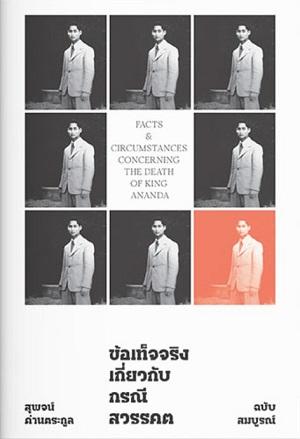 FACTS
&
CIRCUMSTANCES
CONCERNING
THE DEATH
OF KING
ANANDA
ข้อเท็จจริง
เกี่ยวกับ
กรณี
สวรรคต
สุพจน์
ด่านตระกูล
ฉบับ
สมบูรณ์